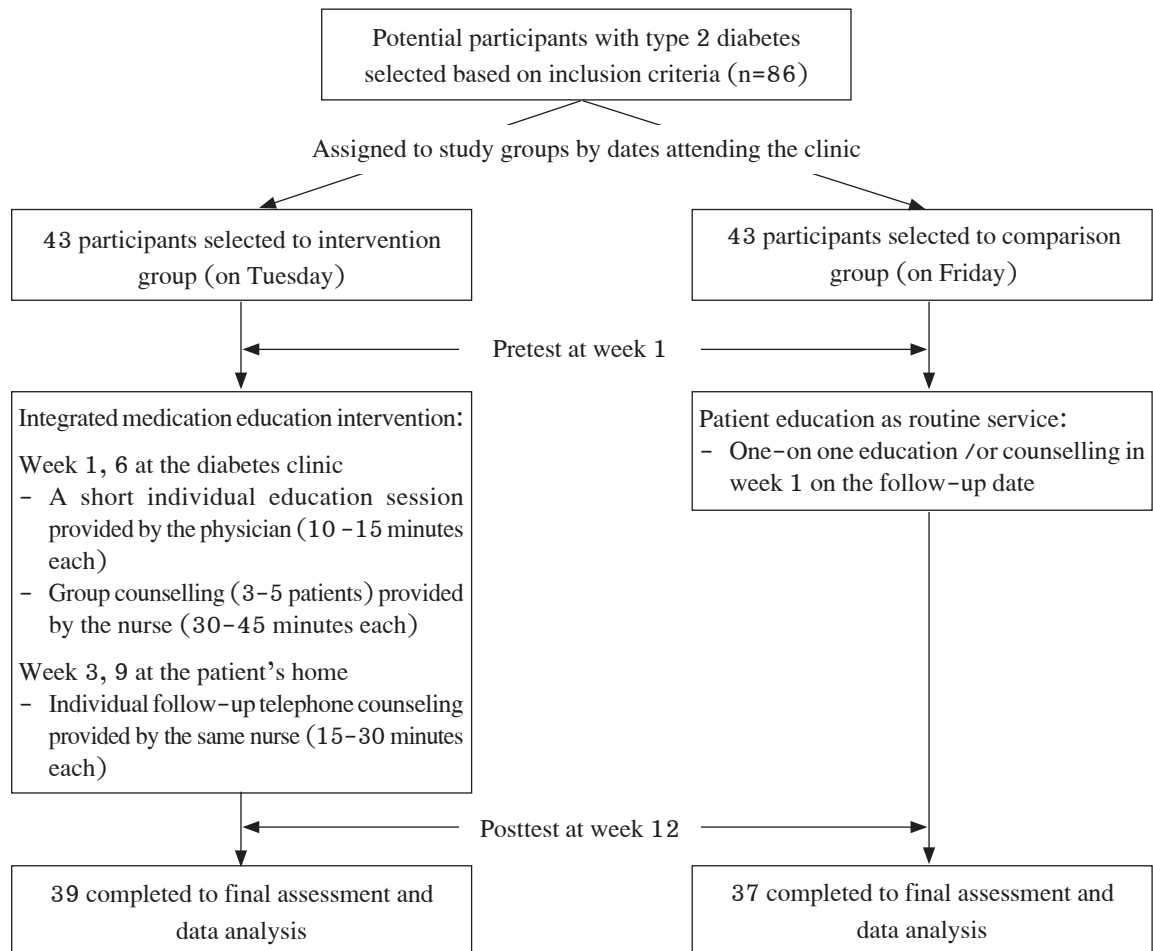 Potential participants with type 2 diabetes
selected based on inclusion criteria (n=86)
Assigned to study groups by dates attending the clinic
43 participants selected to intervention
group (on Tuesday)
43 participants selected to comparison
group (on Friday)
Pretest at week 1
Integrated medication education intervention:
Week 1, 6 at the diabetes clinic
- A short individual education session
provided by the physician (10 -15 minutes
each)
- Group counselling (3-5 patients) provided
by the nurse (30-45 minutes each)
Week 3, 9 at the patient's home
- Individual follow-up telephone counseling
provided by the same nurse (15-30 minutes
each)
Patient education as routine service:
- One-on one education /or counselling in
week 1 on the follow-up date
Posttest at week 12
39 completed to final assessment and
data analysis
37 completed to final assessment and
data analysis